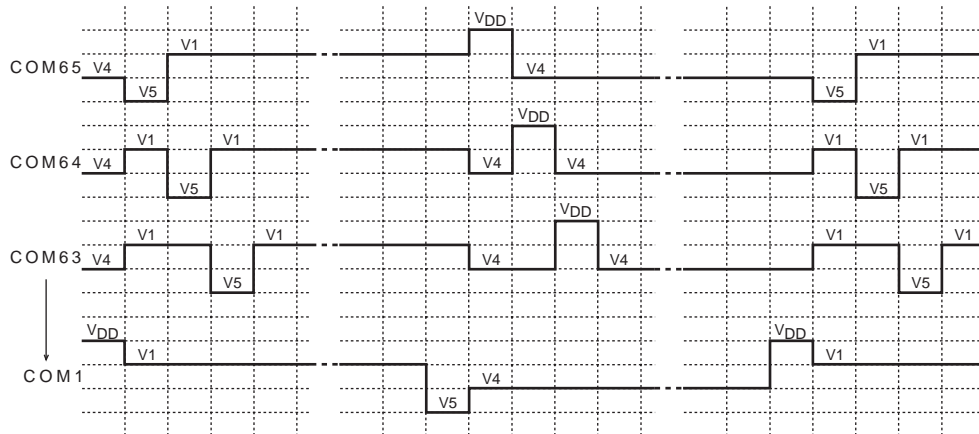 VDD
V1 V1
COM65 V4 V4
V5 V5
VDD
V1 V1 V1 V1
COM64 V4 V4 V4
V5 V5
VDD
V1 V1 V1 V1
COM63 V4 V4 V4
V5 V5
VDD VDD
V1 V1
COM1 V4
V5